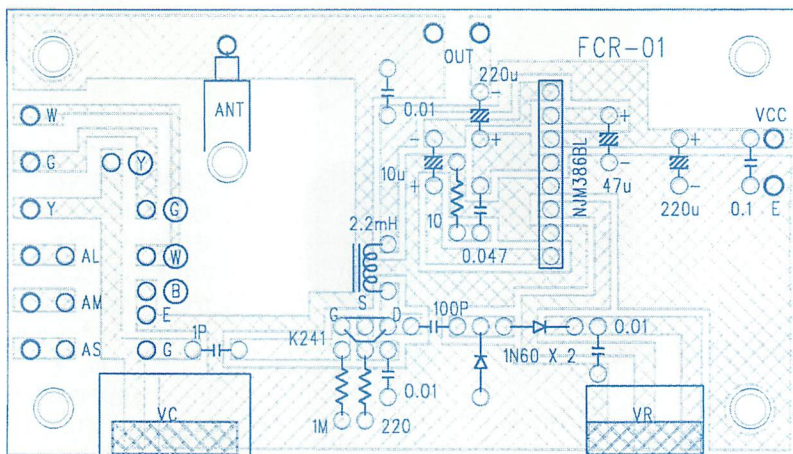 FCR-01
OUT
220u
-
+
0.01
W
ANT
VCC
G
Y
-
10u
+
10
NJM386BL
+
-
47u
-
220u
0.1
E
Y
G
2.2mH
0.047
AL
W
B
AM
E
S
G
D
100P
K241
1P
AS
G
1N60 X 2
0.01
0.01
1M
220
VC
VR